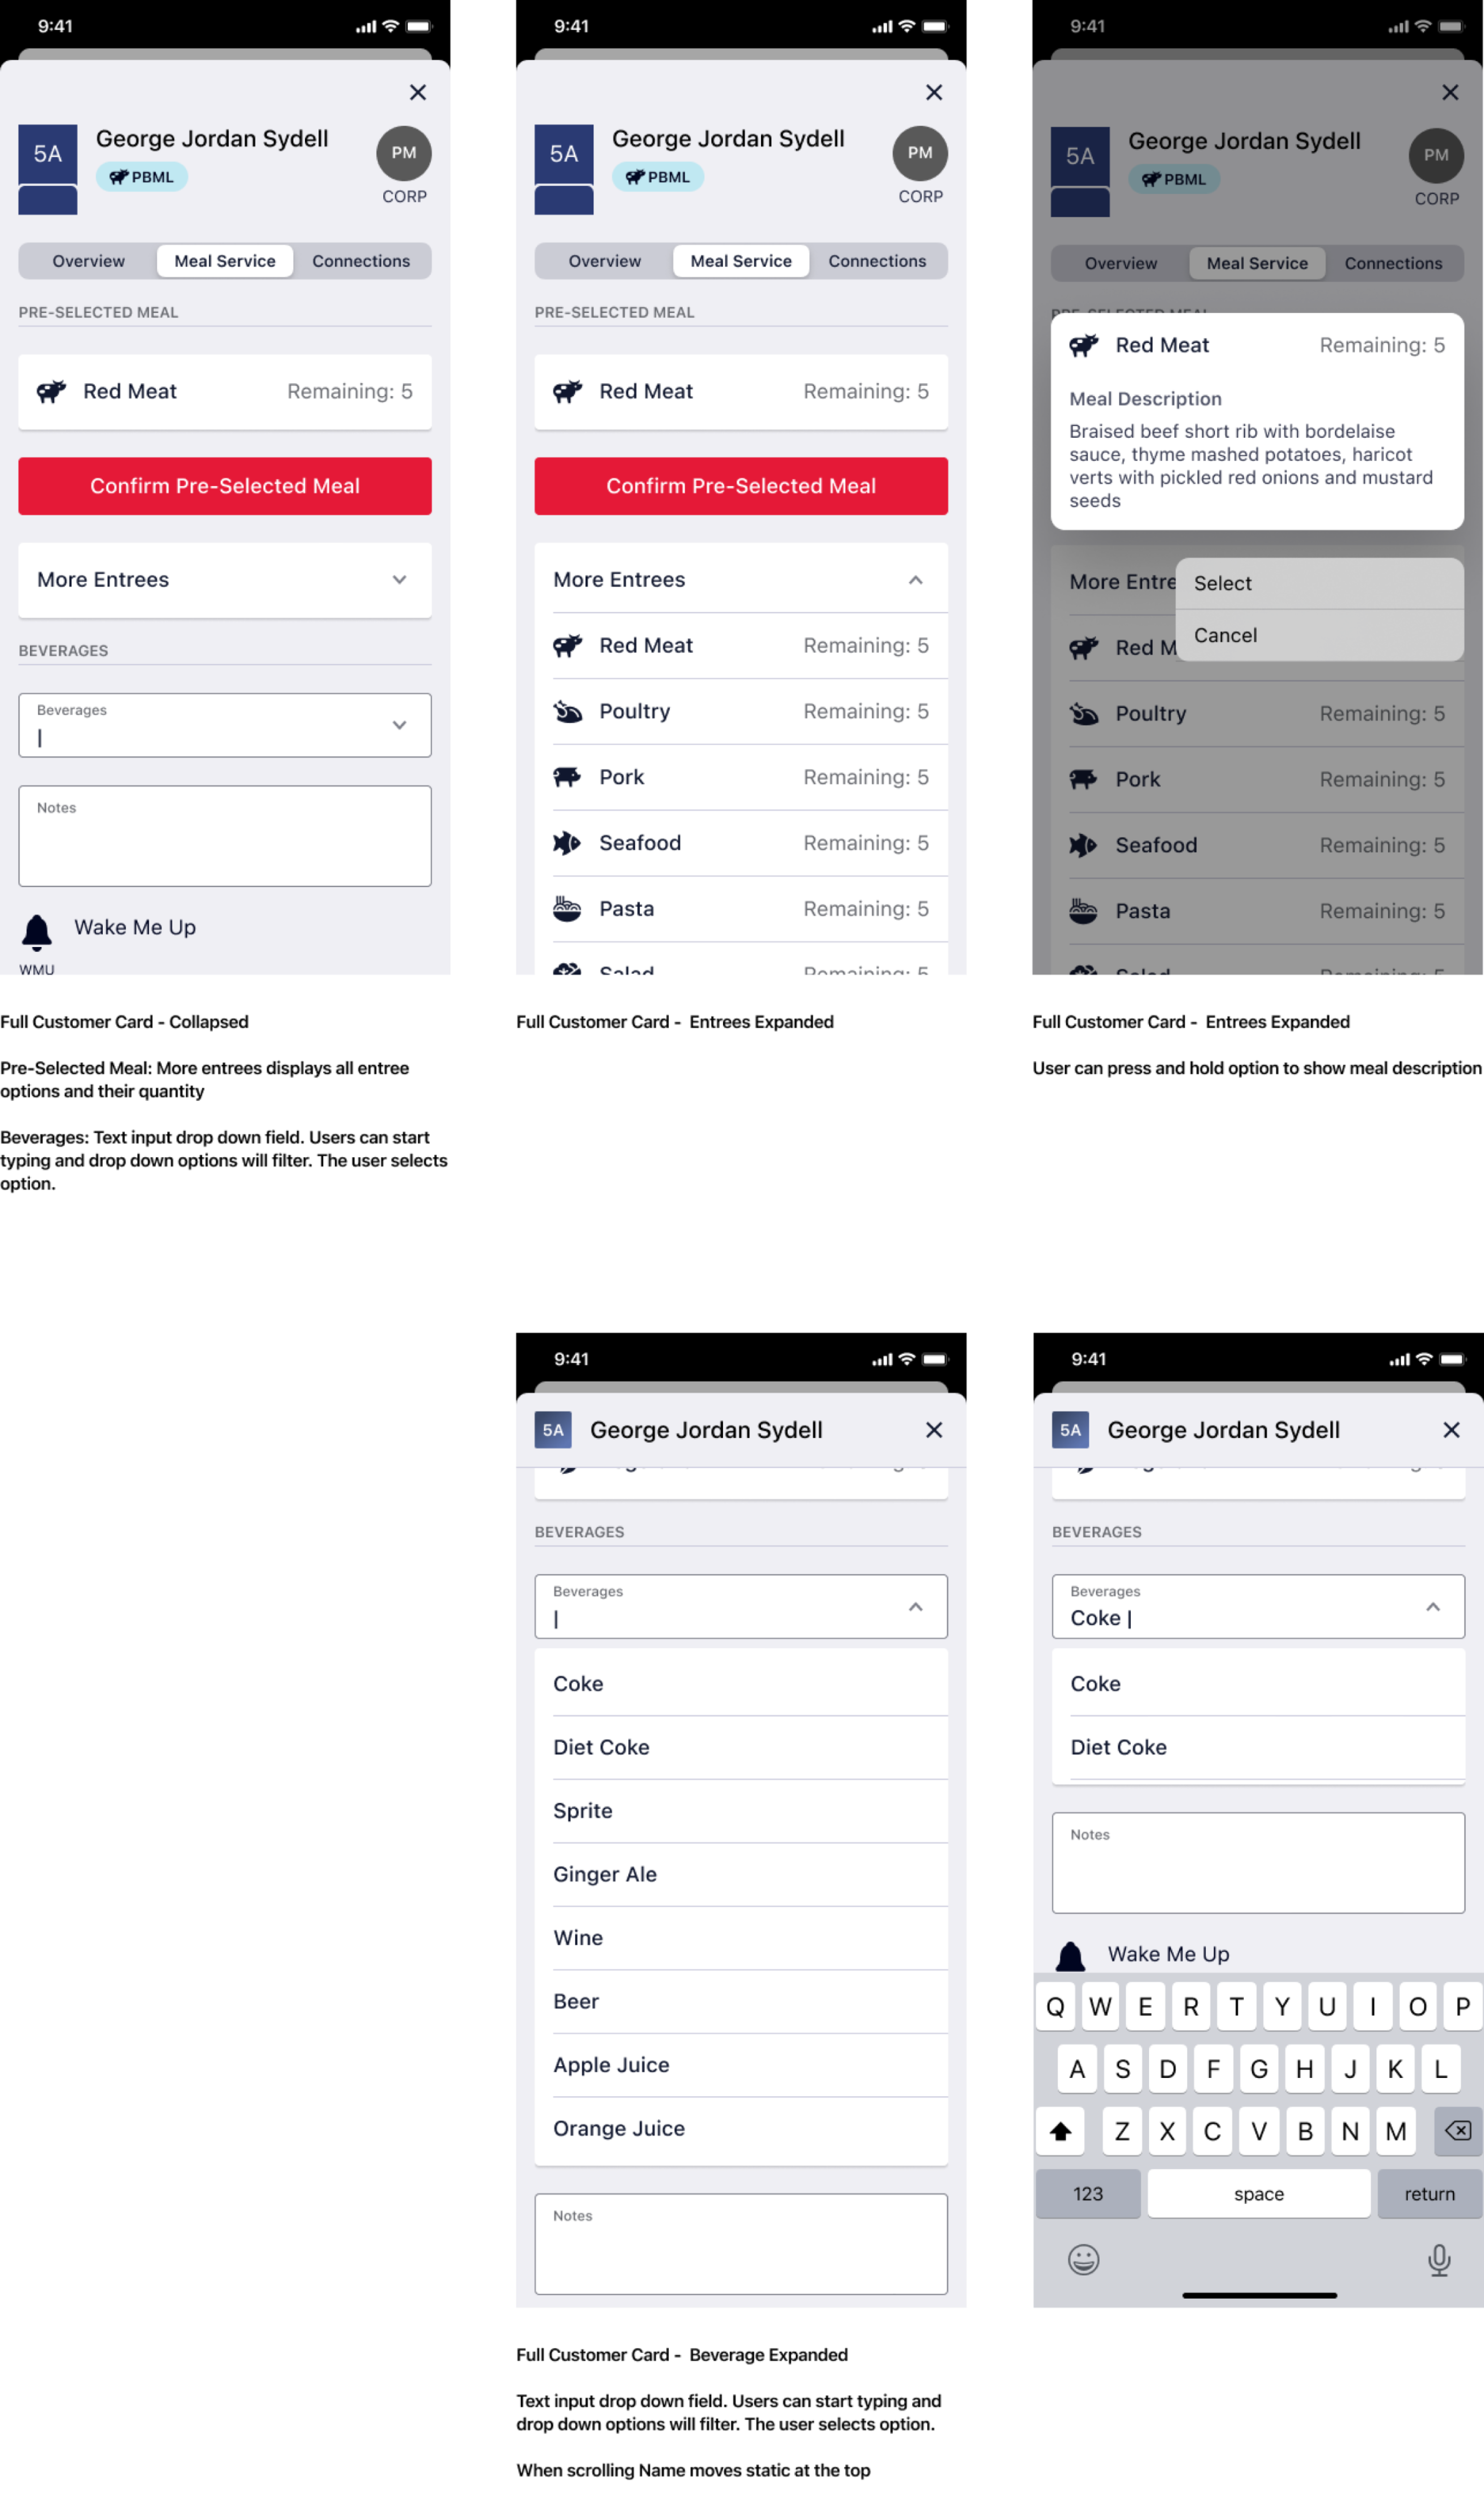 9:41
5A
George Jordan Sydell
PBML
PM
CORP
Overview
Meal Service
Connections
PRE-SELECTED MEAL
Red Meat
Remaining: 5
Confirm Pre-Selected Meal
More Entrees
BEVERAGES
Beverages
Notes
Wake Me Up
WMU
Full Customer Card - Collapsed
Pre-Selected Meal: More entrees displays all entree
options and their quantity
Beverages: Text input drop down field. Users can start
typing and drop down options will filter. The user selects
option.
9:41
5A
George Jordan Sydell
PBML
PM
CORP
Overview
Meal Service
Connections
PRE-SELECTED MEAL
Red Meat
Remaining: 5
Confirm Pre-Selected Meal
More Entrees
Red Meat
Remaining: 5
Poultry
Remaining: 5
Pork
Remaining: 5
Seafood
Remaining: 5
Pasta
Remaining: 5
Salad
Remaining: 5
Full Customer Card - Entrees Expanded
9:41
5A
George Jordan Sydell
PBML
PM
CORP
Overview
Meal Service
Connections
PRE-SELECTED MEAL
Red Meat
Remaining: 5
Meal Description
Braised beef short rib with bordelaise
sauce, thyme mashed potatoes, haricot
verts with pickled red onions and mustard
seeds
More Entre
Select
Cancel
Red M
Poultry
Remaining: 5
Pork
Remaining: 5
Seafood
Remaining: 5
Pasta
Remaining: 5
Salad
Remaining: 5
Full Customer Card - Entrees Expanded
User can press and hold option to show meal description
9:41
5A
George Jordan Sydell
BEVERAGES
Beverages
Coke
Diet Coke
Sprite
Ginger Ale
Wine
Beer
Apple Juice
Orange Juice
Notes
Full Customer Card - Beverage Expanded
Text input drop down field. Users can start typing and
drop down options will filter. The user selects option.
When scrolling Name moves static at the top
9:41
5A
George Jordan Sydell
BEVERAGES
Beverages
Coke
Coke
Diet Coke
Notes
Wake Me Up
Q W E R T Y U I O P
A S D F G H J K L
Z X C V B N M
123 space return